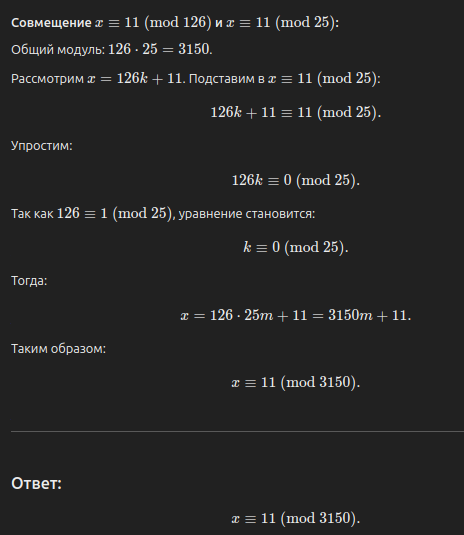 Совмещение x ≡ 11 (mod 126) и x ≡ 11 (mod 25):
Общий модуль: 126 · 25 = 3150.
Рассмотрим x = 126k + 11. Подставим в x ≡ 11 (mod 25):
126k + 11 ≡ 11 (mod 25).
Упростим:
126k ≡ 0 (mod 25).
Так как 126 ≡ 1 (mod 25), уравнение становится:
k ≡ 0 (mod 25).
Тогда:
x = 126 · 25m + 11 = 3150m + 11.
Таким образом:
x ≡ 11 (mod 3150).
Ответ:
x ≡ 11 (mod 3150).